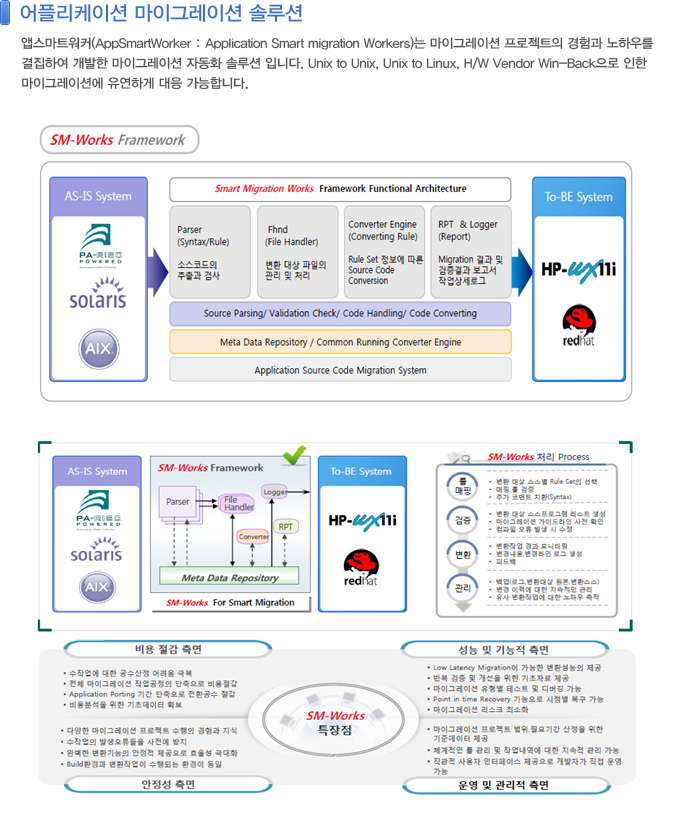 어플리케이션 마이그레이션 솔루션
앱스마트워커(AppSmartWorker : Application Smart migration Workers)는 마이그레이션 프로젝트의 경험과 노하우를
결집하여 개발한 마이그레이션 자동화 솔루션 입니다. Unix to Unix, Unix to Linux, H/W Vendor Win-Back으로 인한
마이그레이션에 유연하게 대응 가능합니다.
SM-Works Framework
AS-IS System
PA-RISC
POWERED
solaris
AIX
Smart Migration Works Framework Functional Architecture
Parser
(Syntax/Rule)
소스코드의
추출과 검사
Fhnd
(File Handler)
변환 대상 파일의
관리 및 처리
Converter Engine
(Converting Rule)
Rule Set 정보에 따른
Source Code
Conversion
RPT & Logger
(Report)
Migration 결과 및
검증결과 보고서
작업상세로그
Source Parsing/ Validation Check/ Code Handling/ Code Converting
Meta Data Repository / Common Running Converter Engine
Application Source Code Migration System
To-BE System
HP-UX11i
redhat
AS-IS System
PA-RISC
POWERED
solaris
AIX
SM-Works Framework
Parser
File
Handler
Logger
Converter
RPT
Meta Data Repository
SM-Works For Smart Migration
To-BE System
HP-UX11i
redhat
SM-Works 처리 Process
룰
매핑
• 변환 대상 소스별 Rule Set의 선택
• 매핑 룰 검증
• 추가 코멘트 치환(Syntax)
검증
• 변환 대상 소스프로그램 리스트 생성
• 마이그레이션 가이드라인 사전 확인
• 컴파일 오류 발생 시 수정
변환
• 변환작업 경과 모니터링
• 변경내용,변경라인 로그 생성
• 피드백
관리
• 백업(로그,변환대상 원본,변환소스)
• 변경 이력에 대한 지속적인 관리
• 유사 변환작업에 대한 노하우 축적
비용 절감 측면
• 수작업에 대한 공수산정 어려움 극복
• 전체 마이그레이션 작업공정의 단축으로 비용절감
• Application Porting 기간 단축으로 전환공수 절감
• 비용분석을 위한 기초데이터 확보
성능 및 기능적 측면
• Low Latency Migration이 가능한 변환성능의 제공
• 반복 검증 및 개선을 위한 기초자료 제공
• 마이그레이션 유형별 테스트 및 디버깅 가능
• Point in time Recovery 기능으로 시점별 복구 가능
• 마이그레이션 리스크 최소화
SM-Works
특장점
• 다양한 마이그레이션 프로젝트 수행의 경험과 지식
• 수작업의 발생오류들을 사전에 방지
• 완벽한 변환기능의 안정적 제공으로 효율성 극대화
• Build환경과 변환작업이 수행되는 환경이 동일
안정성 측면
• 마이그레이션 프로젝트 범위,필요기간 산정을 위한
기준데이터 제공
• 체계적인 룰 관리 및 작업내역에 대한 지속적 관리 가능
• 직관적 사용자 인터페이스 제공으로 개발자가 직접 운영
가능
운영 및 관리적 측면